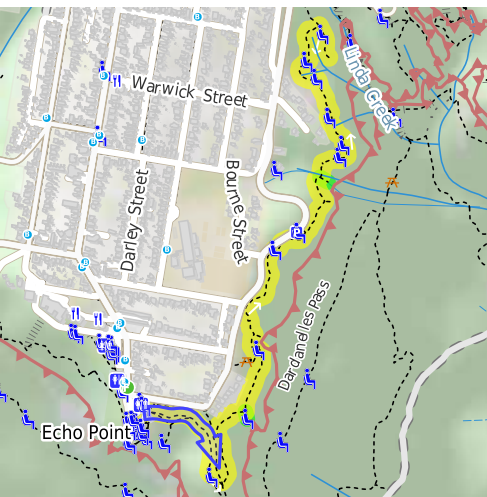 Warwick Street
Linda Creek
Bourne Street
Darley Street
Dardanelles Pass
Echo Point
B
B
B
B
B
B
B
B
B
B
P